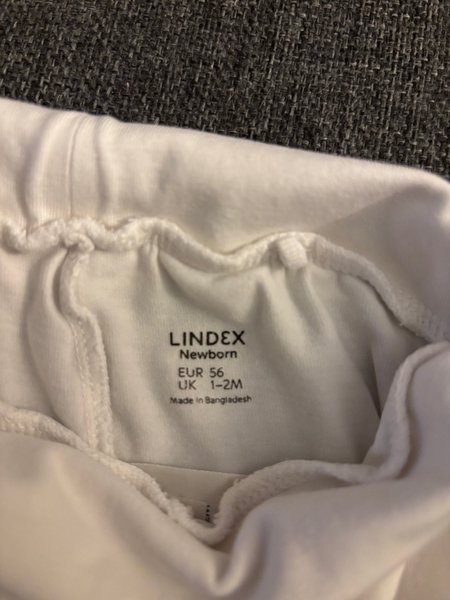 LINDEX
Newborn
EUR 56
UK 1-2M
Made in Bangladesh